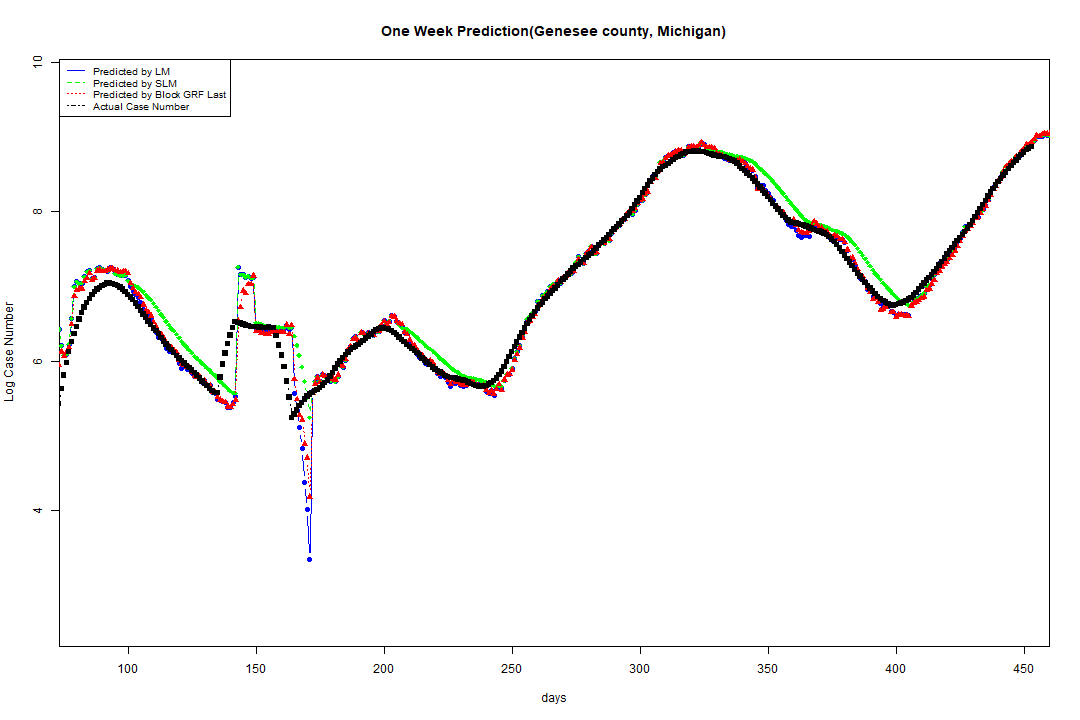 One Week Prediction(Genesee county, Michigan)
Predicted by LM
Predicted by SLM
Predicted by Block GRF Last
Actual Case Number
10
8
6
4
Log Case Number
100 150 200 250 300 350 400 450
days